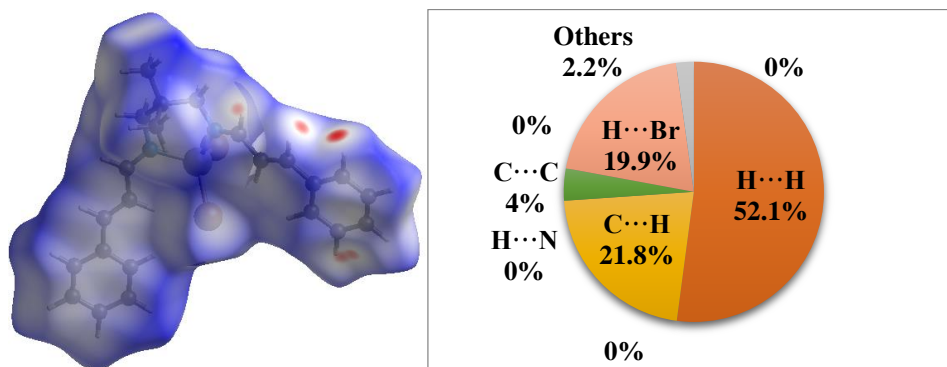 Others
2.2%
0%
0%
H···Br
19.9%
C···C
4%
H···H
52.1%
H···N
0%
C···H
21.8%
0%